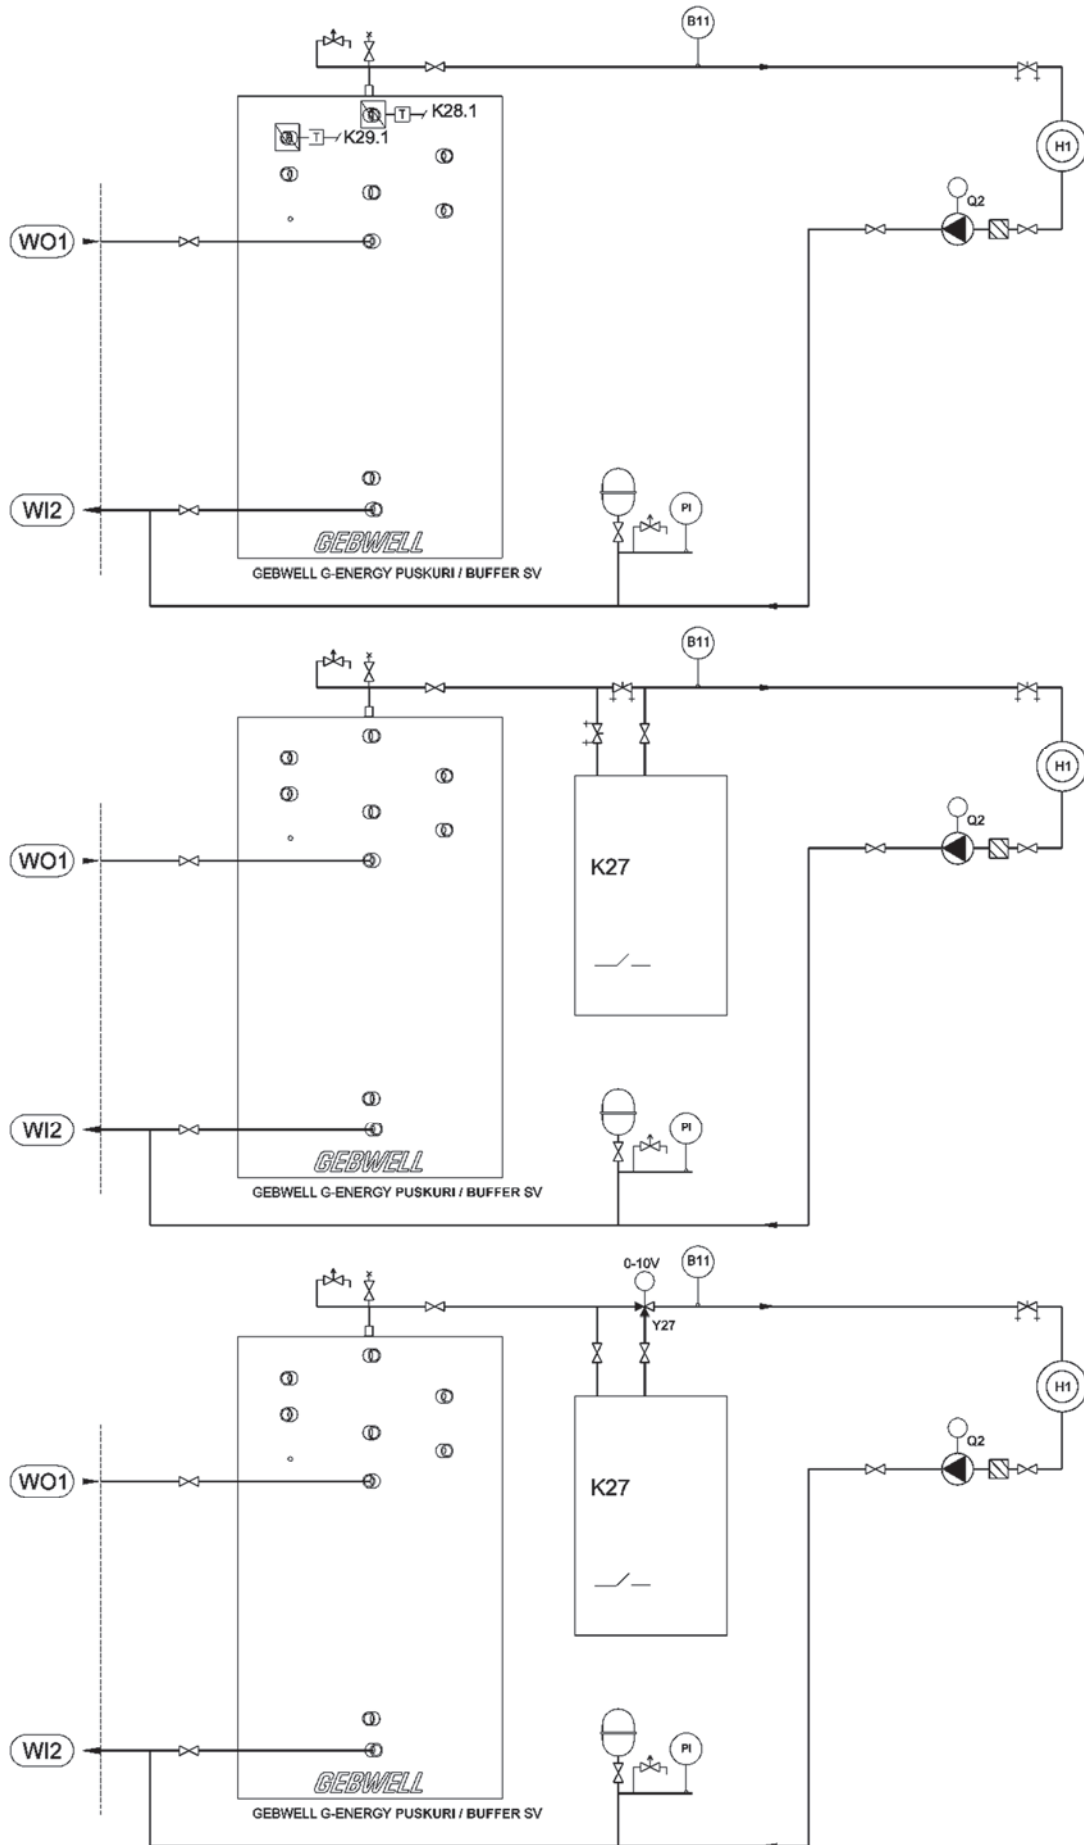 B11
K28.1
T
K29.1
T
H1
Q2
WO1
WI2
PI
GEBWELL
GEBWELL G-ENERGY PUSKURI / BUFFER SV
B11
H1
Q2
WO1
K27
WI2
PI
GEBWELL
GEBWELL G-ENERGY PUSKURI / BUFFER SV
0-10V
B11
Y27
H1
Q2
WO1
K27
WI2
PI
GEBWELL
GEBWELL G-ENERGY PUSKURI / BUFFER SV